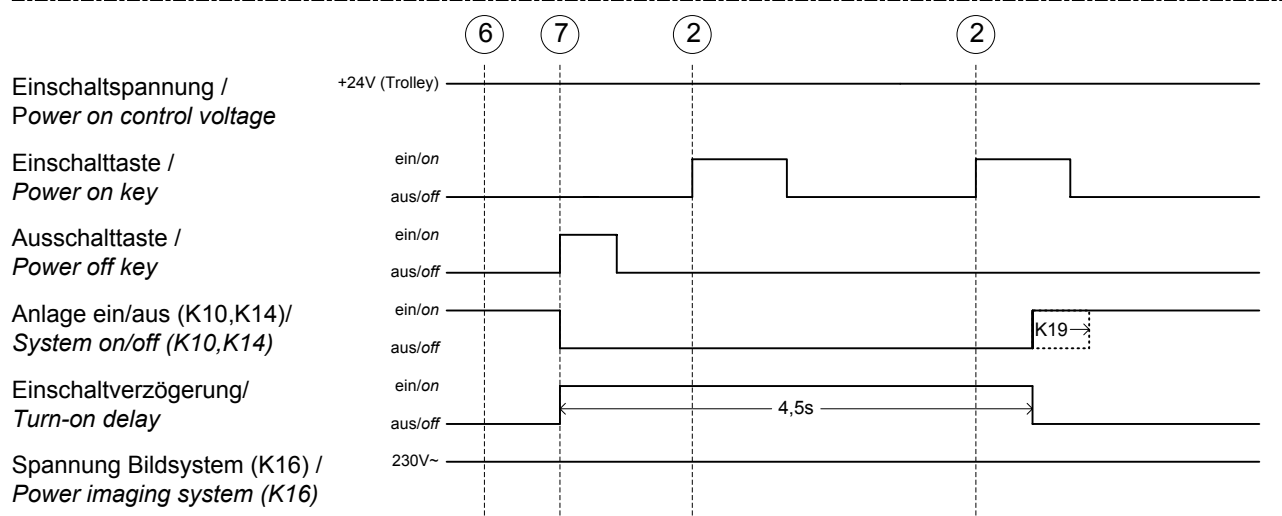 6 7 2 2
Einschaltspannung / +24V (Trolley)
Power on control voltage
Einschalttaste / ein/on
Power on key aus/off
Ausschalttaste / ein/on
Power off key aus/off
Anlage ein/aus (K10,K14)/ ein/on
K19
System on/off (K10,K14) aus/off
Einschaltverzögerung/ ein/on
4,5s
Turn-on delay aus/off
Spannung Bildsystem (K16) / 230V~
Power imaging system (K16)